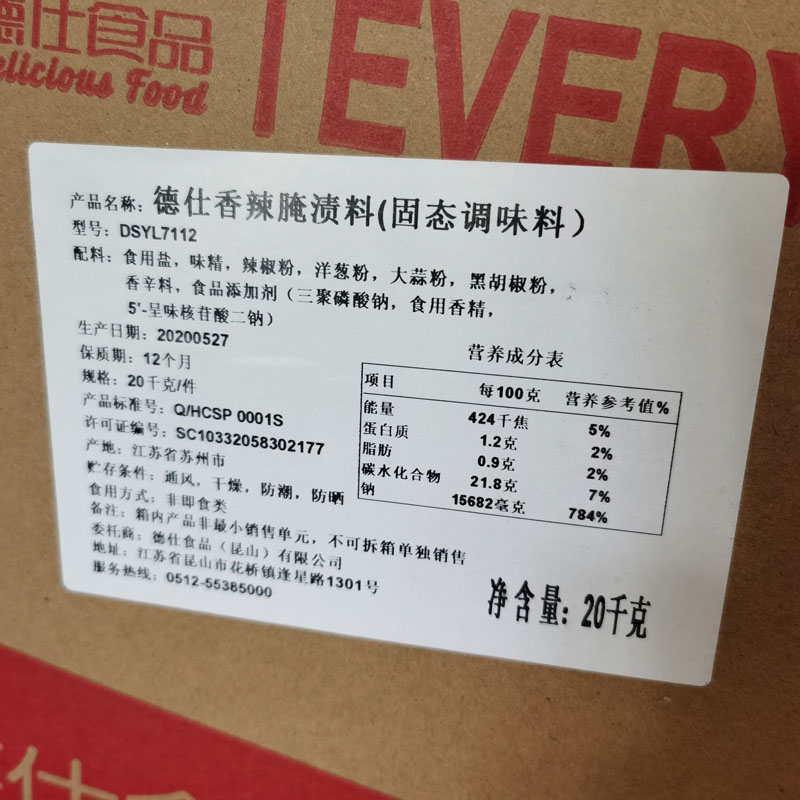 德仕食品
elicious Food
EVERY
产品名称：德仕香辣腌渍料(固态调味料）
型号：DSYL7112
配料：食用盐，味精，辣椒粉，洋葱粉，大蒜粉，黑胡椒粉，
香辛料，食品添加剂（三聚磷酸钠，食用香精，
5'-呈味核苷酸二钠）
生产日期：20200527
保质期：12个月
规格：20千克/件
产品标准号：Q/HCSP 0001S
许可证编号：SC10332058302177
产地：江苏省苏州市
贮存条件：通风，干燥，防潮，防晒
食用方式：非即食类
备注：箱内产品非最小销售单元，不可拆箱单独销售
委托商：德仕食品（昆山）有限公司
地址：江苏省昆山市花桥镇逢星路1301号
服务热线：0512-55385000
营养成分表
项目 每100克 营养参考值%
能量 424千焦 5%
蛋白质 1.2克 2%
脂肪 0.9克 2%
碳水化合物 21.8克 7%
钠 15682毫克 784%
净含量：20千克